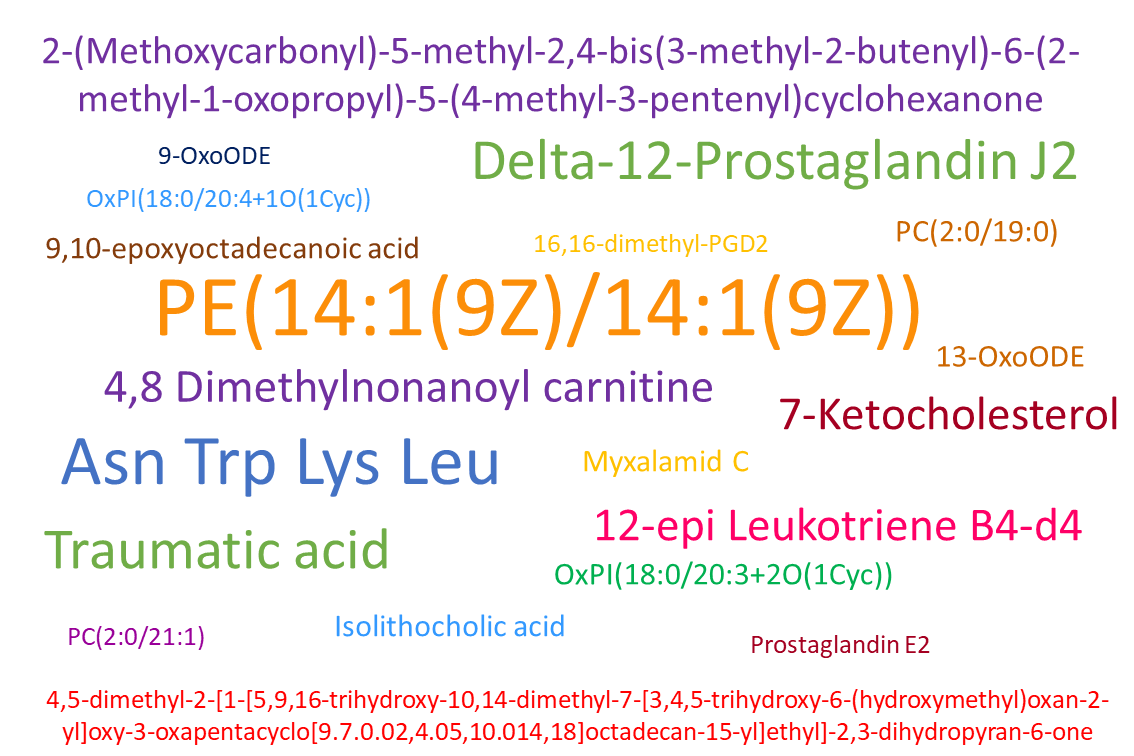 2-(Methoxycarbonyl)-5-methyl-2,4-bis(3-methyl-2-butenyl)-6-(2-
methyl-1-oxopropyl)-5-(4-methyl-3-pentenyl)cyclohexanone
9-OxoODE
Delta-12-Prostaglandin J2
OxPI(18:0/20:4+1O(1Cyc))
9,10-epoxyoctadecanoic acid
16,16-dimethyl-PGD2
PC(2:0/19:0)
PE(14:1(9Z)/14:1(9Z))
13-OxoODE
4,8 Dimethylnonanoyl carnitine
7-Ketocholesterol
Asn Trp Lys Leu
Myxalamid C
Traumatic acid
12-epi Leukotriene B4-d4
OxPI(18:0/20:3+2O(1Cyc))
PC(2:0/21:1)
Isolithocholic acid
Prostaglandin E2
4,5-dimethyl-2-[1-[5,9,16-trihydroxy-10,14-dimethyl-7-[3,4,5-trihydroxy-6-(hydroxymethyl)oxan-2-
yl]oxy-3-oxapentacyclo[9.7.0.02,4.05,10.014,18]octadecan-15-yl]ethyl]-2,3-dihydropyran-6-one